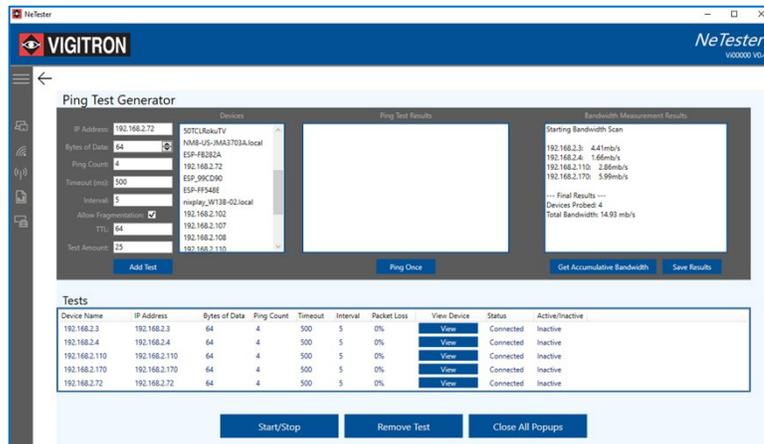 NeTester
VIGITRON
NeTester
Vi00000 V0.
Ping Test Generator
Devices
Ping Test Results
Bandwidth Measurement Results
IP Address: 192.168.2.72
Bytes of Data: 64
Ping Count: 4
Timeout (ms): 500
Interval: 5
Allow Fragmentation:
TTL: 64
Test Amount: 25
Add Test
50TCLRokuTV
NMB-US-JMA3703A.local
ESP-FB282A
192.168.2.72
ESP_99CD90
ESP-FF548E
nixplay_W13B-02.local
192.168.2.102
192.168.2.107
192.168.2.108
192.168.2.110
Ping Once
Starting Bandwidth Scan
192.168.2.3: 4.41mb/s
192.168.2.4: 1.66mb/s
192.168.2.110: 2.86mb/s
192.168.2.170: 5.99mb/s
--- Final Results ---
Devices Probed: 4
Total Bandwidth: 14.93 mb/s
Get Accumulative Bandwidth Save Results
Tests
Device Name IP Address Bytes of Data Ping Count Timeout Interval Packet Loss View Device Status Active/Inactive
192.168.2.3 192.168.2.3 64 4 500 5 0% View Connected Inactive
192.168.2.4 192.168.2.4 64 4 500 5 0% View Connected Inactive
192.168.2.110 192.168.2.110 64 4 500 5 0% View Connected Inactive
192.168.2.170 192.168.2.170 64 4 500 5 0% View Connected Inactive
192.168.2.72 192.168.2.72 64 4 500 5 0% View Connected Inactive
Start/Stop Remove Test Close All Popups